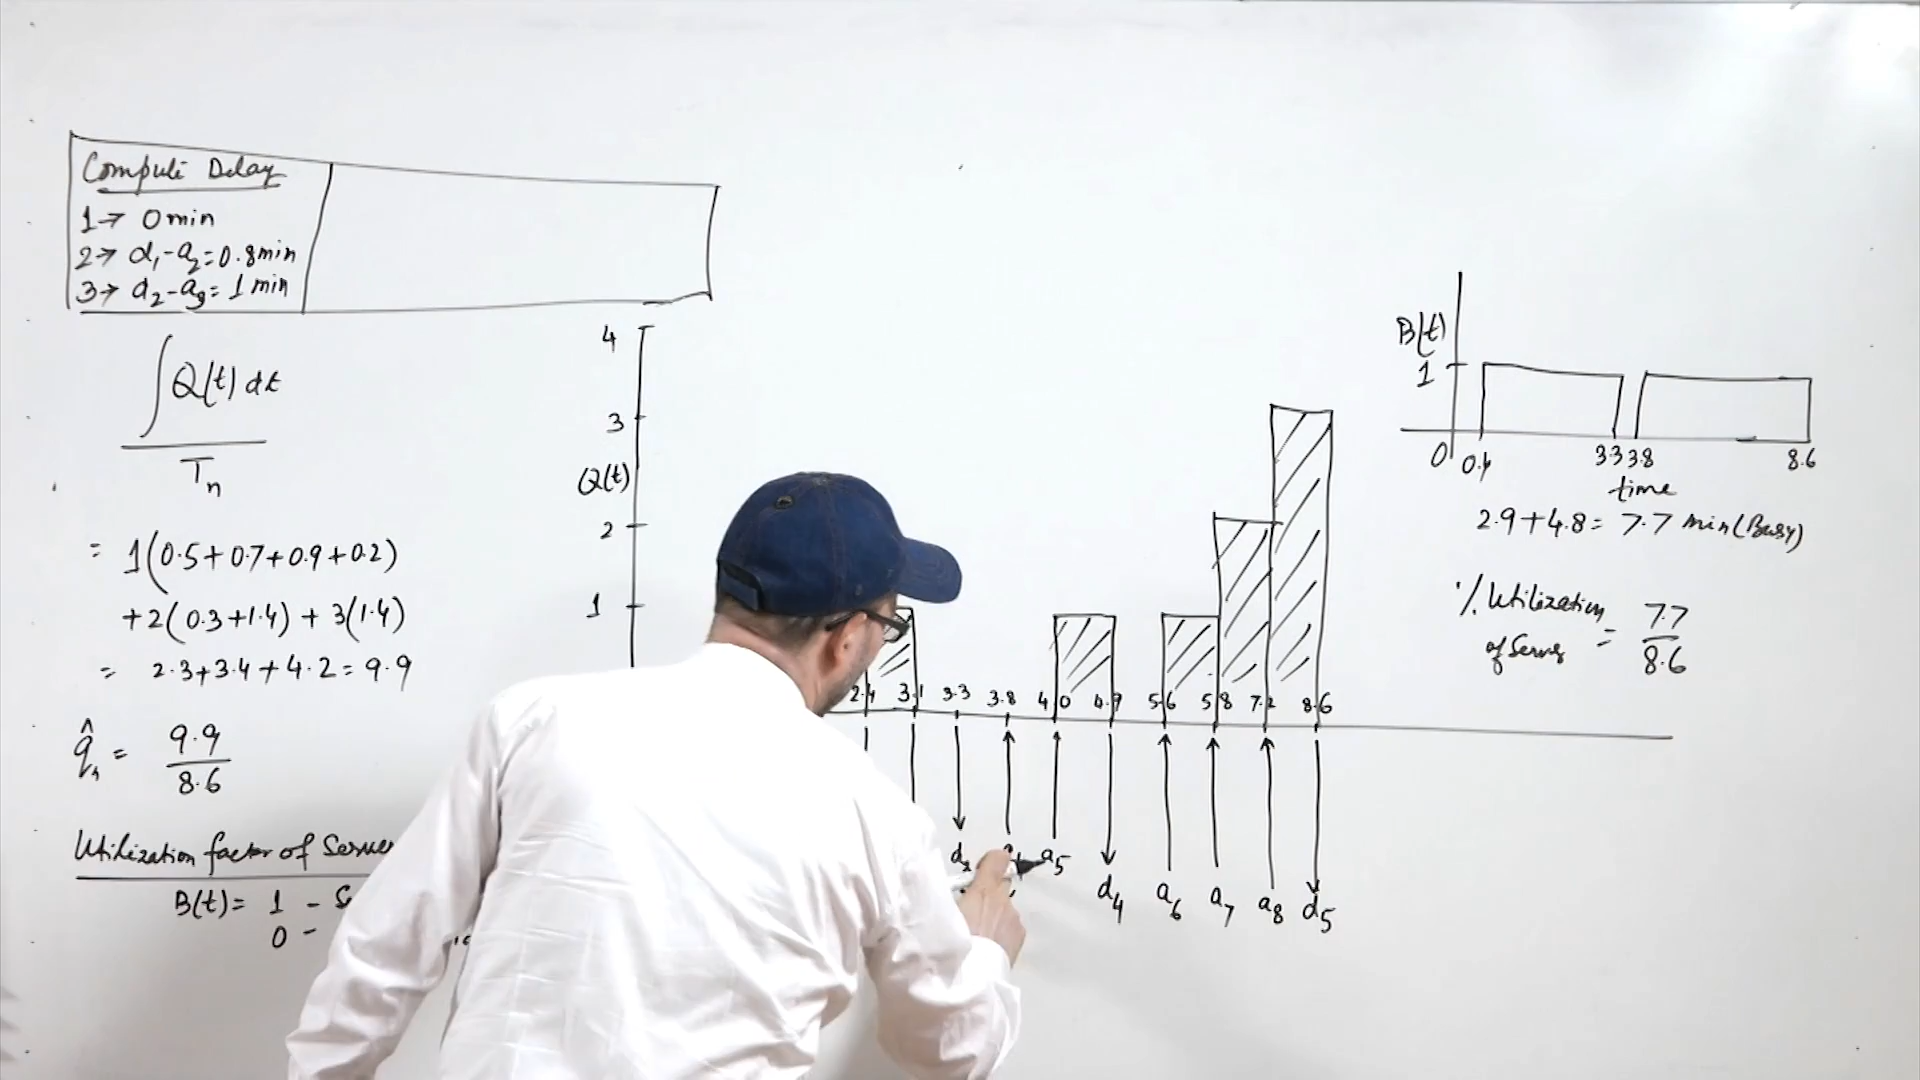 Compute Delay
1→ 0 min
2→ d₁-a₂=0.8min
3→ d₂-a₃= 1 min
∫Q(t) dt
Tₙ
= 1(0.5+0.7+0.9+0.2)
+2(0.3+1.4) + 3(1.4)
= 2.3+3.4+4.2=9.9
q̂ = 9.9
8.6
Utilization factor of Server
B(t)= 1 -
0 -
4
3
Q(t)
2
1
2.4 3.1 3.3 3.8 4.0 4.9 5.6 5.8 7.2 8.6
a₅ d₄ a₆ a₇ a₈ d₅
B(t)
1
0 0.4 3.3 3.8 8.6
time
2.9+4.8= 7.7 min (Busy)
% Utilization
of Server = 7.7
8.6